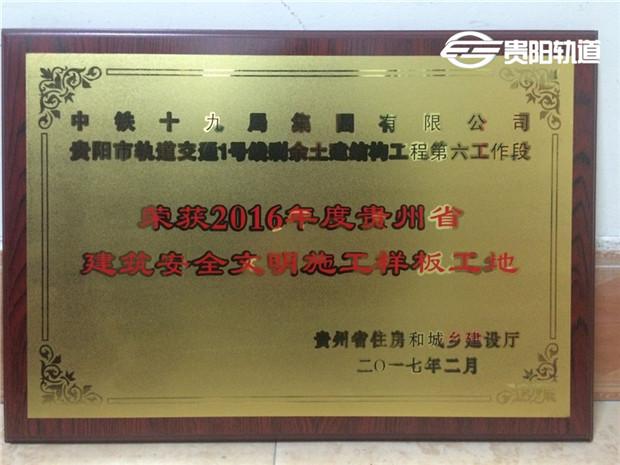 贵阳轨道
中铁十九局集团有限公司
贵阳市轨道交通1号线剩余土建结构工程第六工作段
荣获2016年度贵州省
建筑安全文明施工样板工地
贵州省住房和城乡建设厅
二〇一七年二月